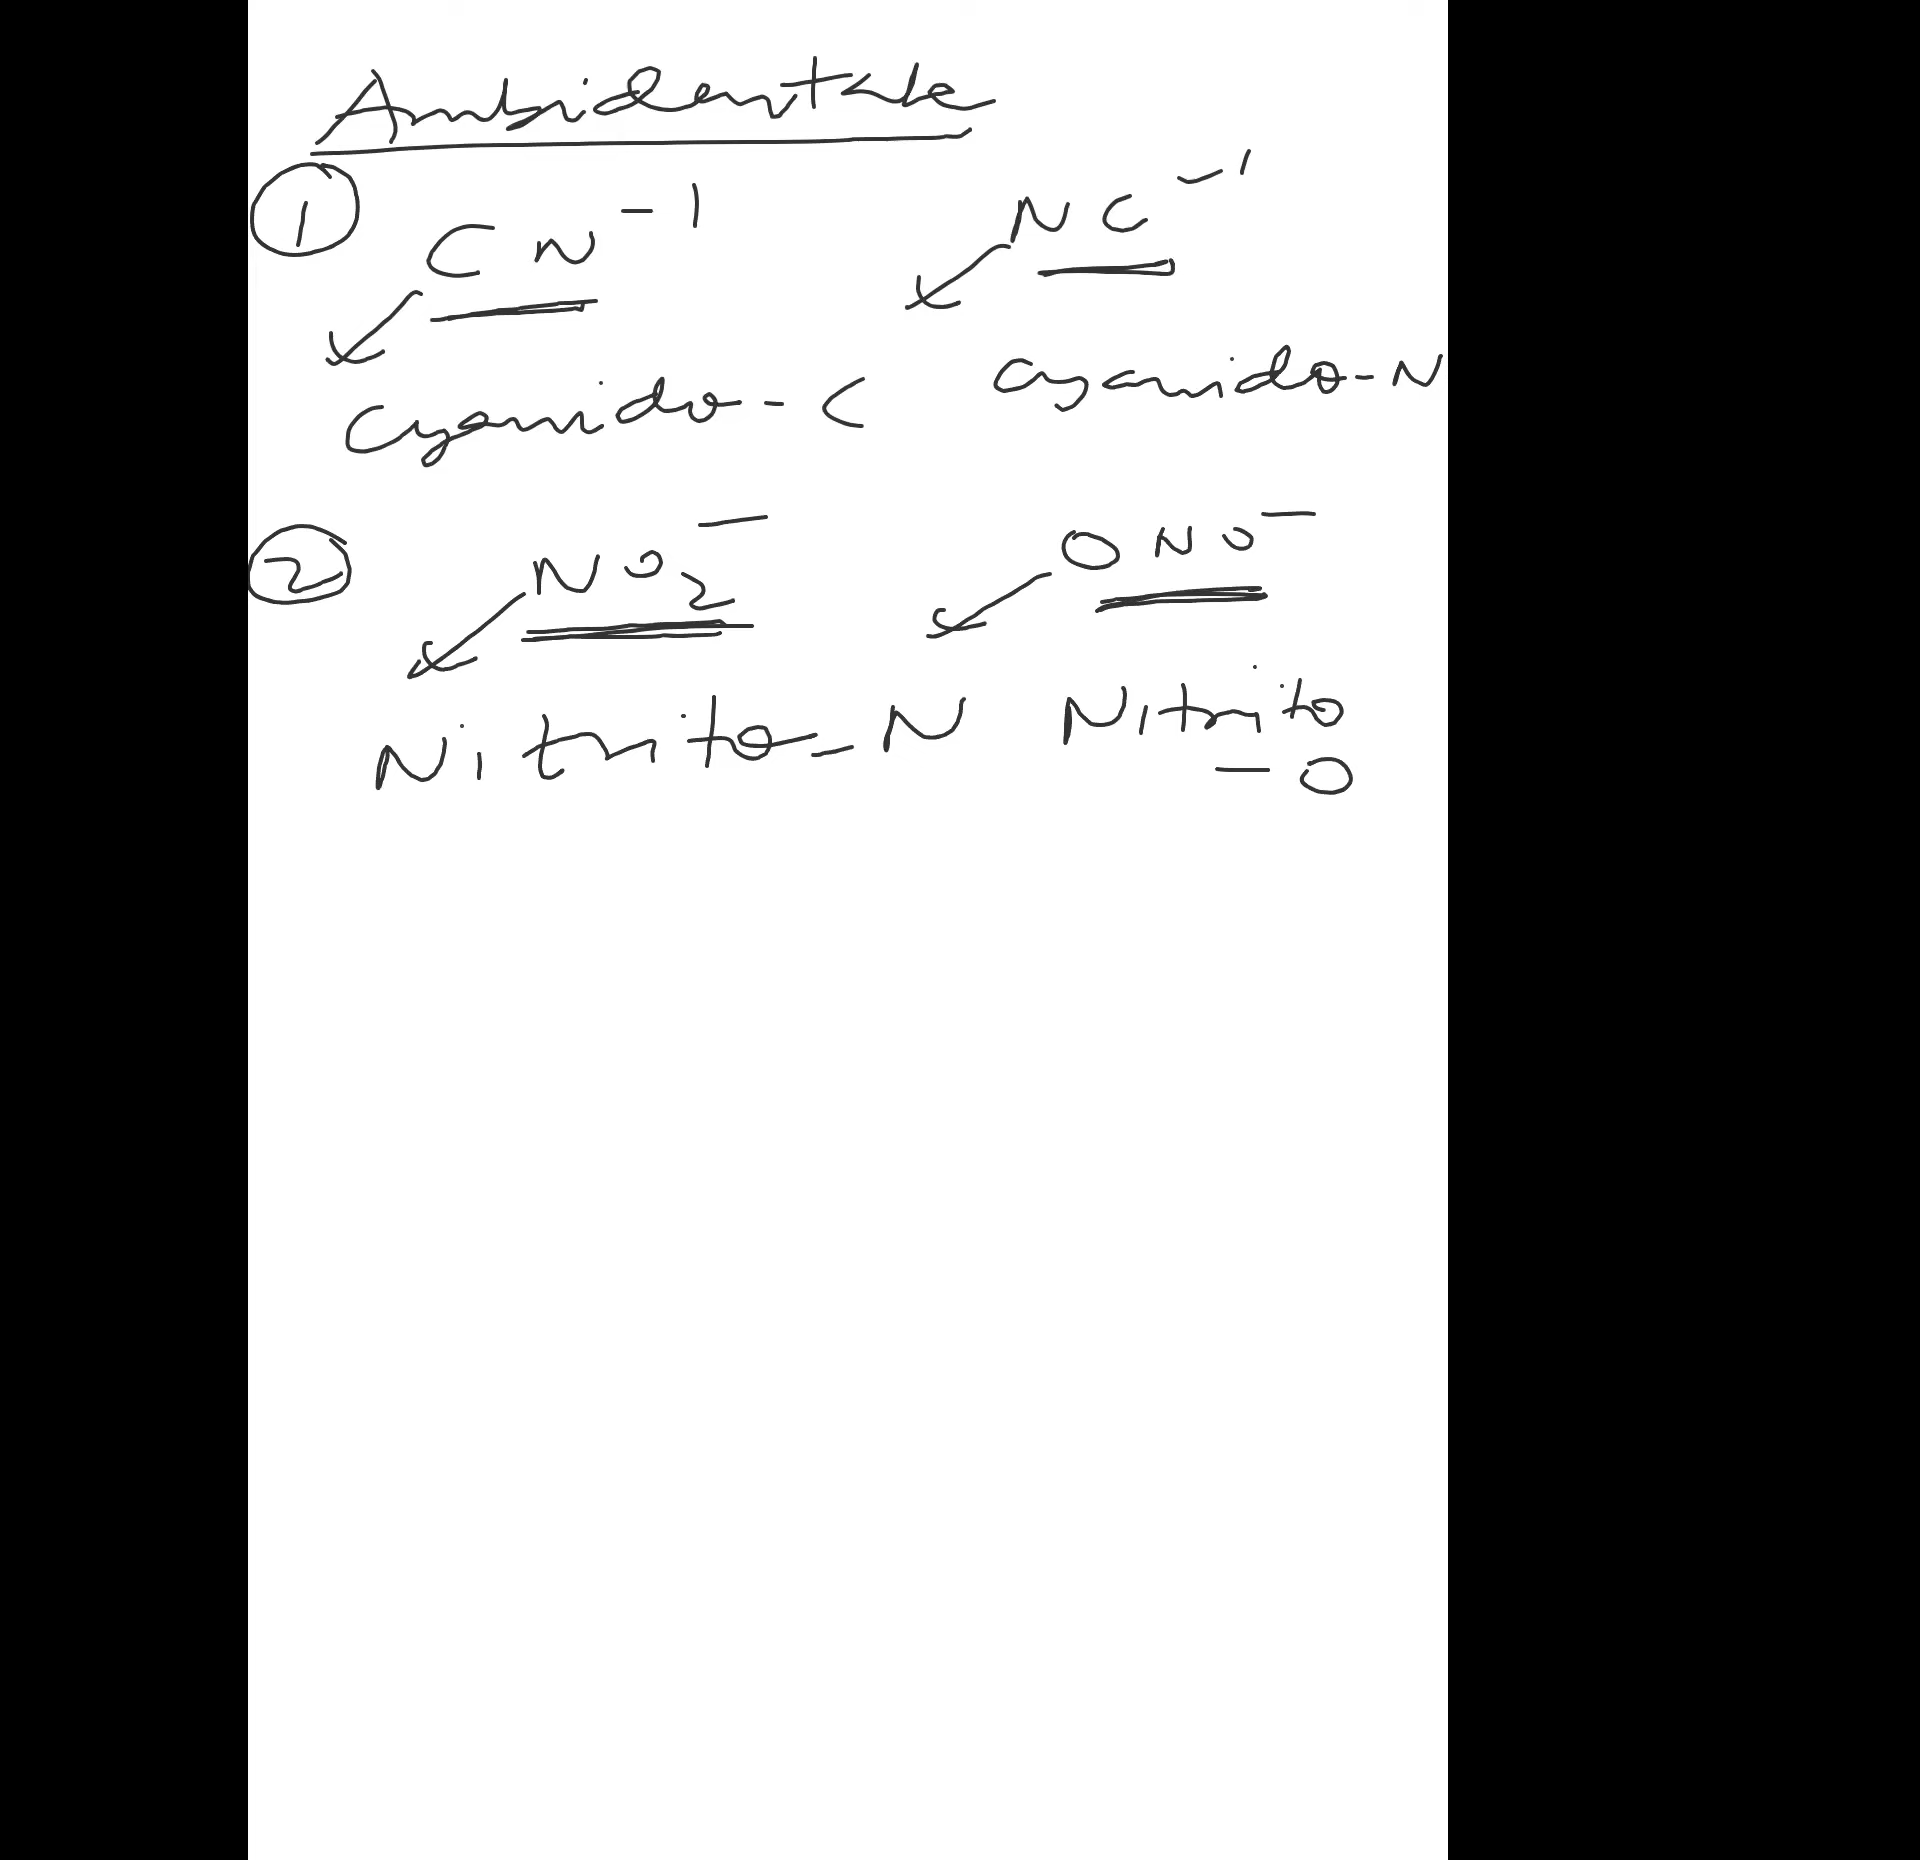 Ambidentate
① CN⁻¹ NC⁻¹
Cyanido-C Cyanido-N
② NO₂⁻ ONO⁻
Nitrito-N Nitrito
-O